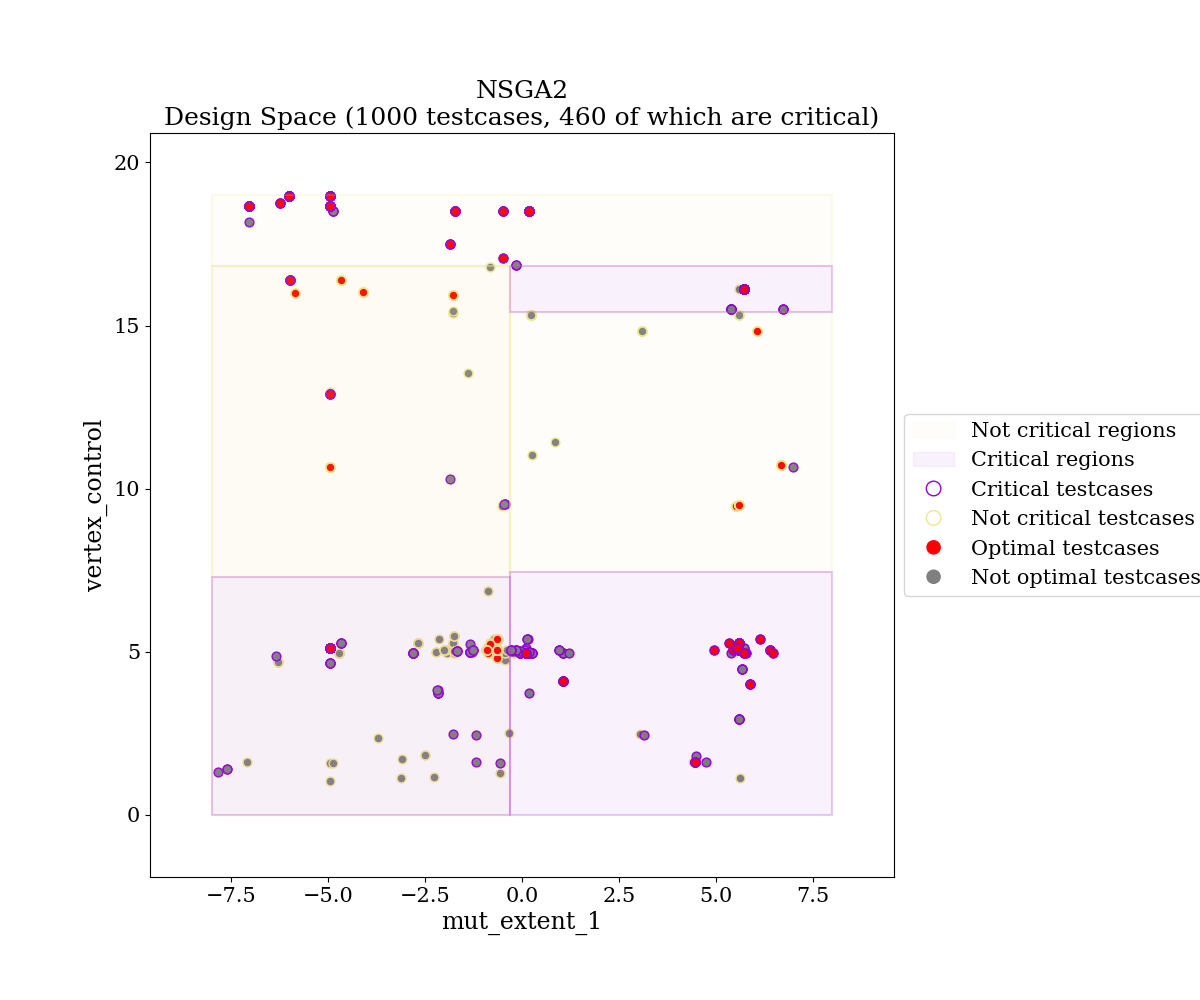 NSGA2
Design Space (1000 testcases, 460 of which are critical)
20
15
10
5
0
vertex_control
−7.5
−5.0
−2.5
0.0
2.5
5.0
7.5
mut_extent_1
Not critical regions
Critical regions
Critical testcases
Not critical testcases
Optimal testcases
Not optimal testcases